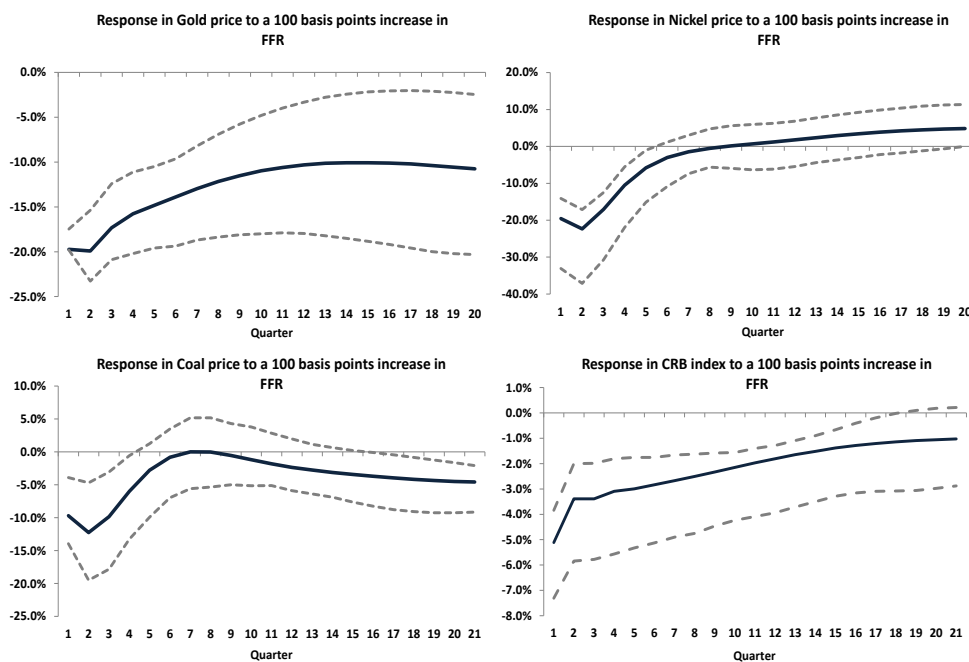 Response in Gold price to a 100 basis points increase in
FFR
0.0%
-5.0%
-10.0%
-15.0%
-20.0%
-25.0%
1 2 3 4 5 6 7 8 9 10 11 12 13 14 15 16 17 18 19 20
Quarter
Response in Nickel price to a 100 basis points increase in
FFR
20.0%
10.0%
0.0%
-10.0%
-20.0%
-30.0%
-40.0%
1 2 3 4 5 6 7 8 9 10 11 12 13 14 15 16 17 18 19 20
Quarter
Response in Coal price to a 100 basis points increase in
FFR
10.0%
5.0%
0.0%
-5.0%
-10.0%
-15.0%
-20.0%
-25.0%
1 2 3 4 5 6 7 8 9 10 11 12 13 14 15 16 17 18 19 20 21
Quarter
Response in CRB index to a 100 basis points increase in
FFR
1.0%
0.0%
-1.0%
-2.0%
-3.0%
-4.0%
-5.0%
-6.0%
-7.0%
-8.0%
1 2 3 4 5 6 7 8 9 10 11 12 13 14 15 16 17 18 19 20 21
Quarter